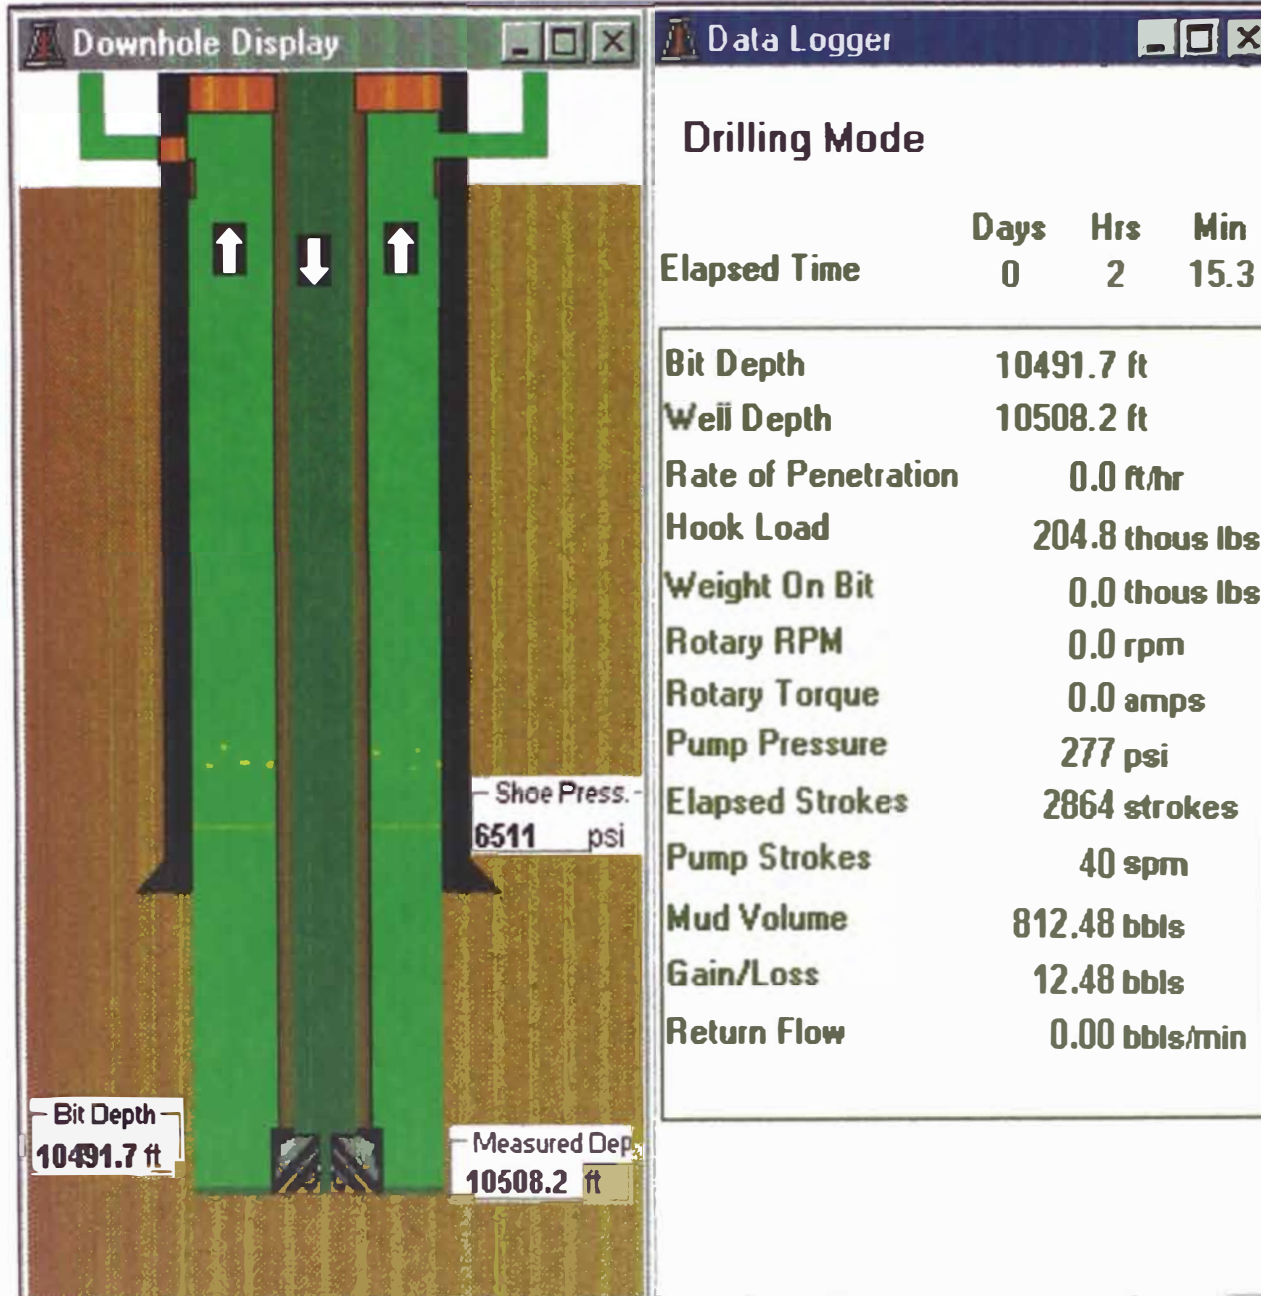 Downhole Display
Shoe Press.
6511 psi
Bit Depth
10491.7 ft
Measured Dep
10508.2 ft
Data Logger
Drilling Mode
Days Hrs Min
Elapsed Time 0 2 15.3
Bit Depth 10491.7 ft
Well Depth 10508.2 ft
Rate of Penetration 0.0 ft/hr
Hook Load 204.8 thous lbs
Weight On Bit 0.0 thous lbs
Rotary RPM 0.0 rpm
Rotary Torque 0.0 amps
Pump Pressure 277 psi
Elapsed Strokes 2864 strokes
Pump Strokes 40 spm
Mud Volume 812.48 bbls
Gain/Loss 12.48 bbls
Return Flow 0.00 bbls/min